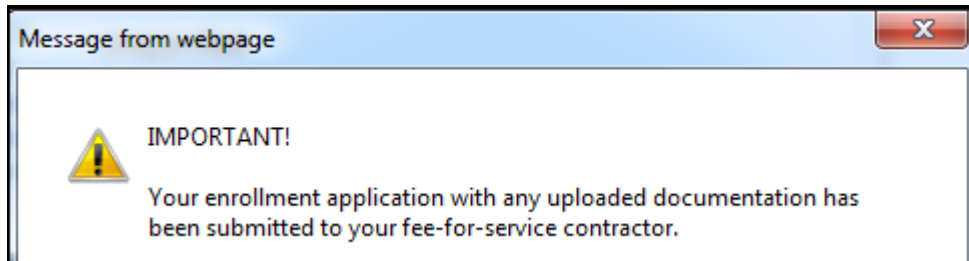 Message from webpage
IMPORTANT!
Your enrollment application with any uploaded documentation has
been submitted to your fee-for-service contractor.